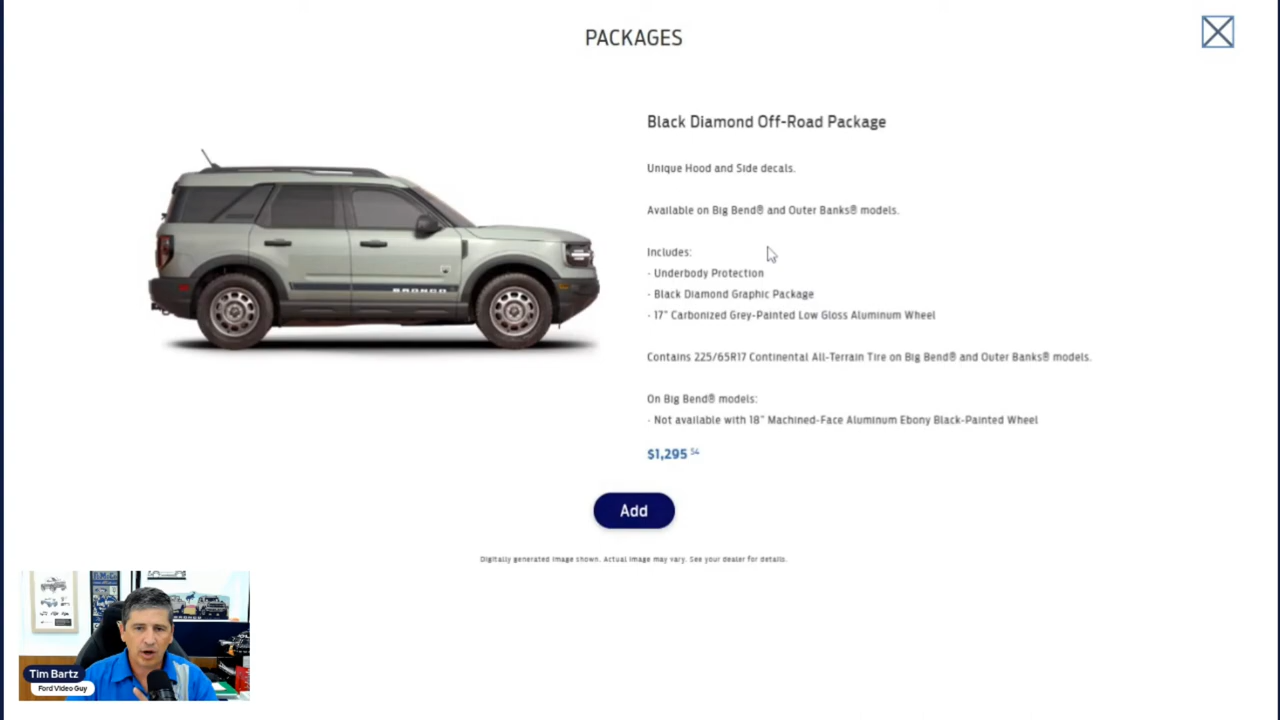 PACKAGES
Black Diamond Off-Road Package
Unique Hood and Side decals.
Available on Big Bend® and Outer Banks® models.
Includes:
- Underbody Protection
- Black Diamond Graphic Package
- 17" Carbonized Grey-Painted Low Gloss Aluminum Wheel
Contains 225/65R17 Continental All-Terrain Tire on Big Bend® and Outer Banks® models.
On Big Bend® models:
- Not available with 18" Machined-Face Aluminum Ebony Black-Painted Wheel
$1,295 54
Add
Digitally generated image shown. Actual image may vary. See your dealer for details.
BRONCO
Tim Bartz
Ford Video Guy